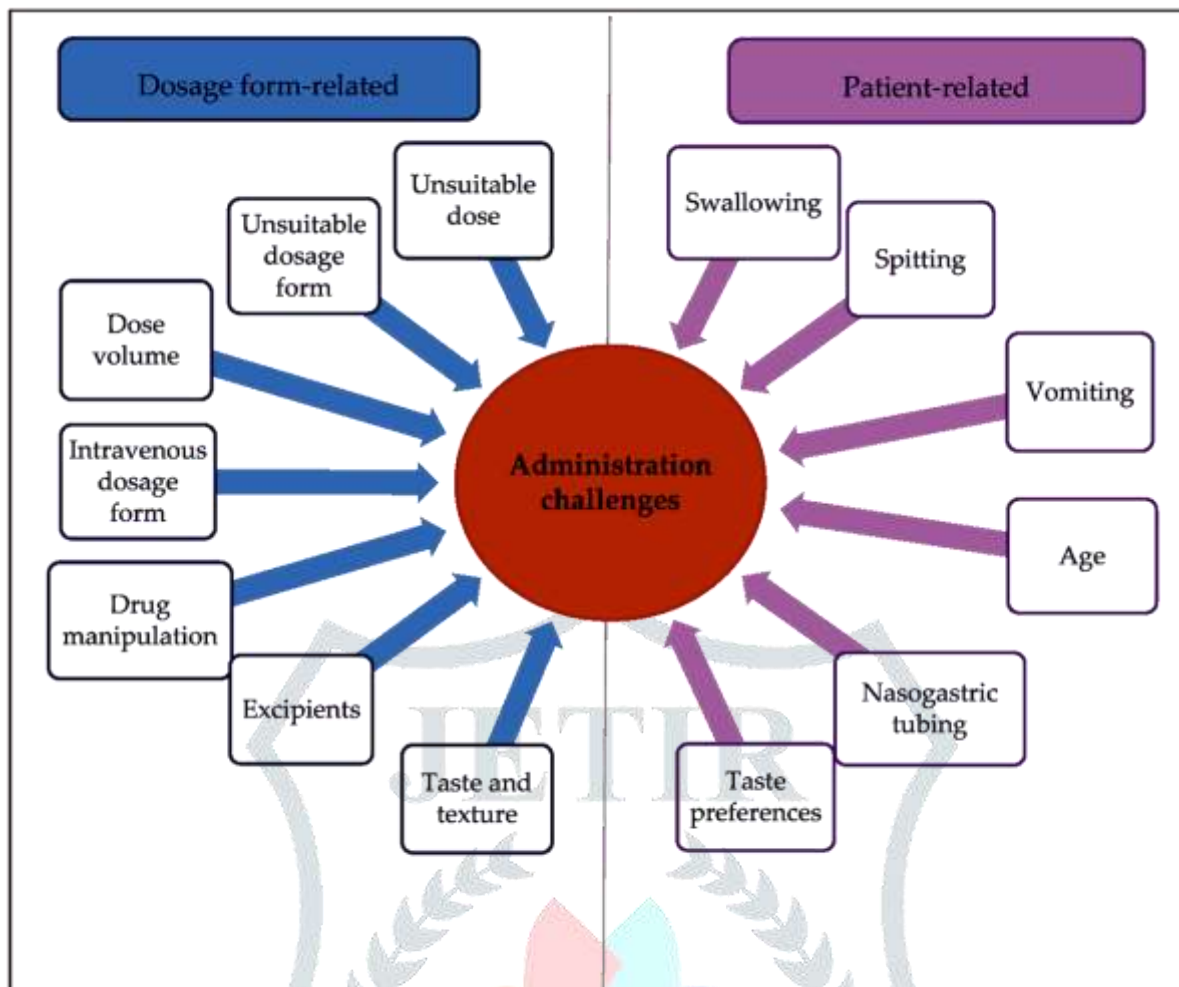 Dosage form-related
Patient-related
Unsuitable
dose
Unsuitable
dosage
form
Dose
volume
Intravenous
dosage
form
Drug
manipulation
Excipients
Taste and
texture
Administration
challenges
Swallowing
Spitting
Vomiting
Age
Nasogastric
tubing
Taste
preferences
JETIR